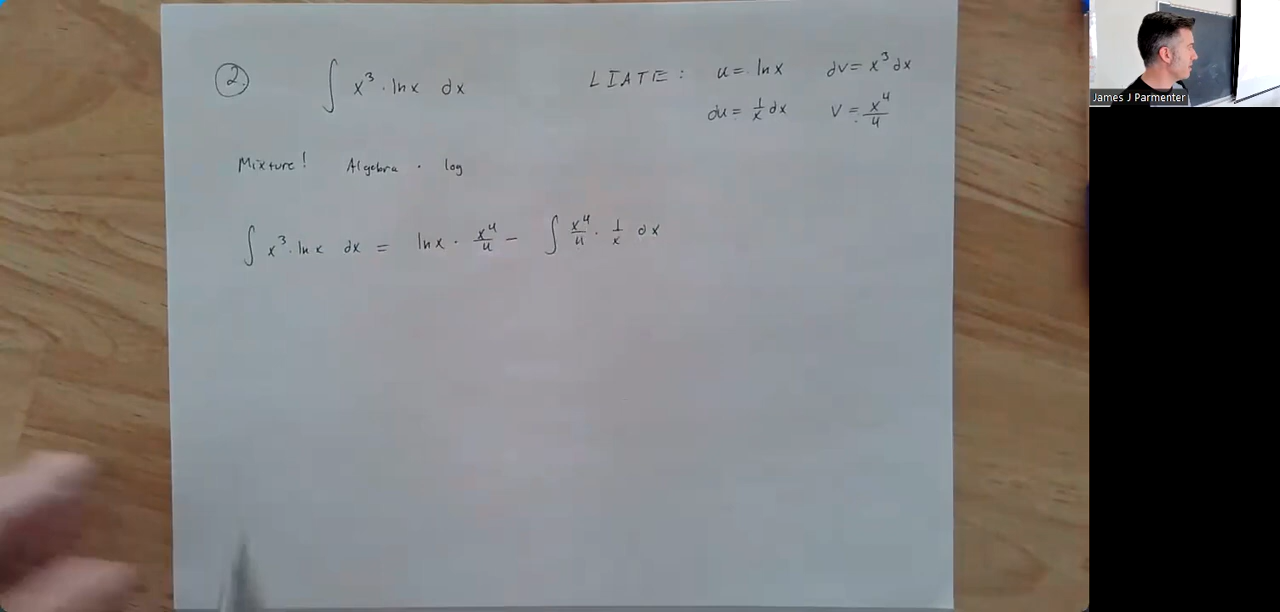 2. ∫ x³ · ln x dx
LIATE: u = ln x dv = x³ dx
du = 1/x dx v = x⁴/4
Mixture! Algebra · log
∫ x³ · ln x dx = ln x · x⁴/4 − ∫ x⁴/4 · 1/x dx
James J Parmenter